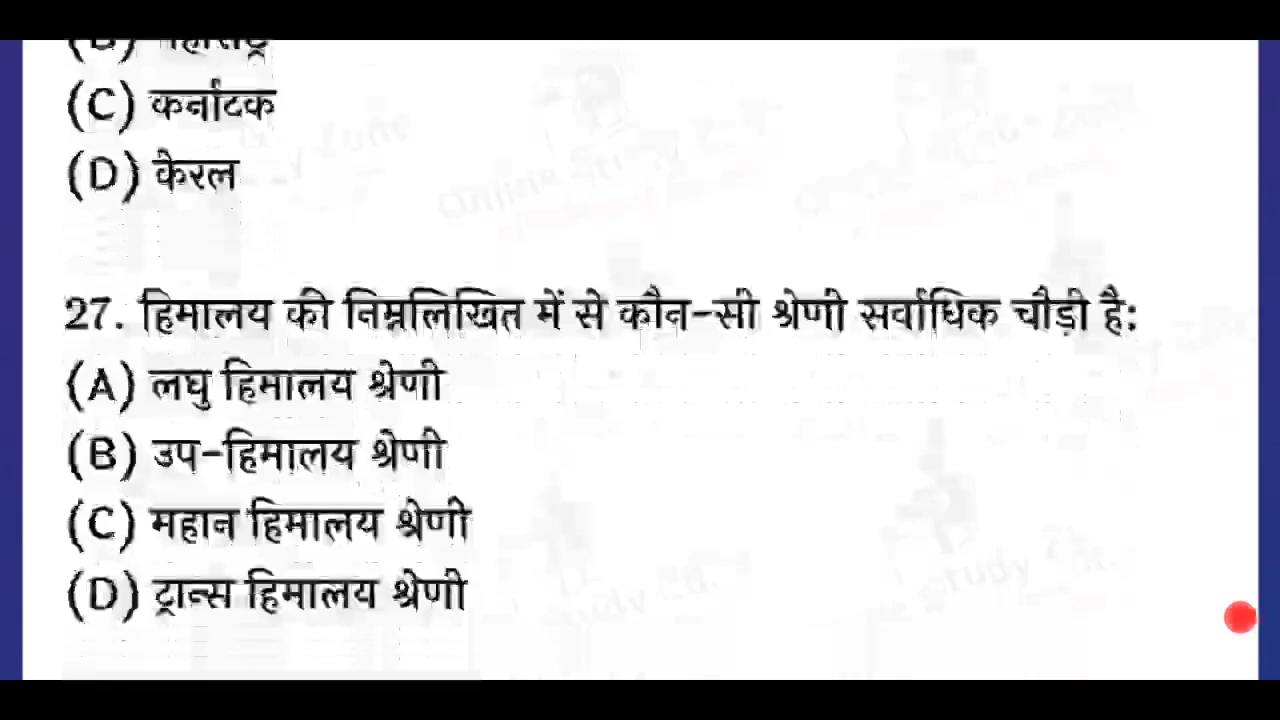 (C) कर्नाटक
(D) केरल
27. हिमालय की निम्नलिखित में से कौन-सी श्रेणी सर्वाधिक चौड़ी है:
(A) लघु हिमालय श्रेणी
(B) उप-हिमालय श्रेणी
(C) महान हिमालय श्रेणी
(D) ट्रान्स हिमालय श्रेणी